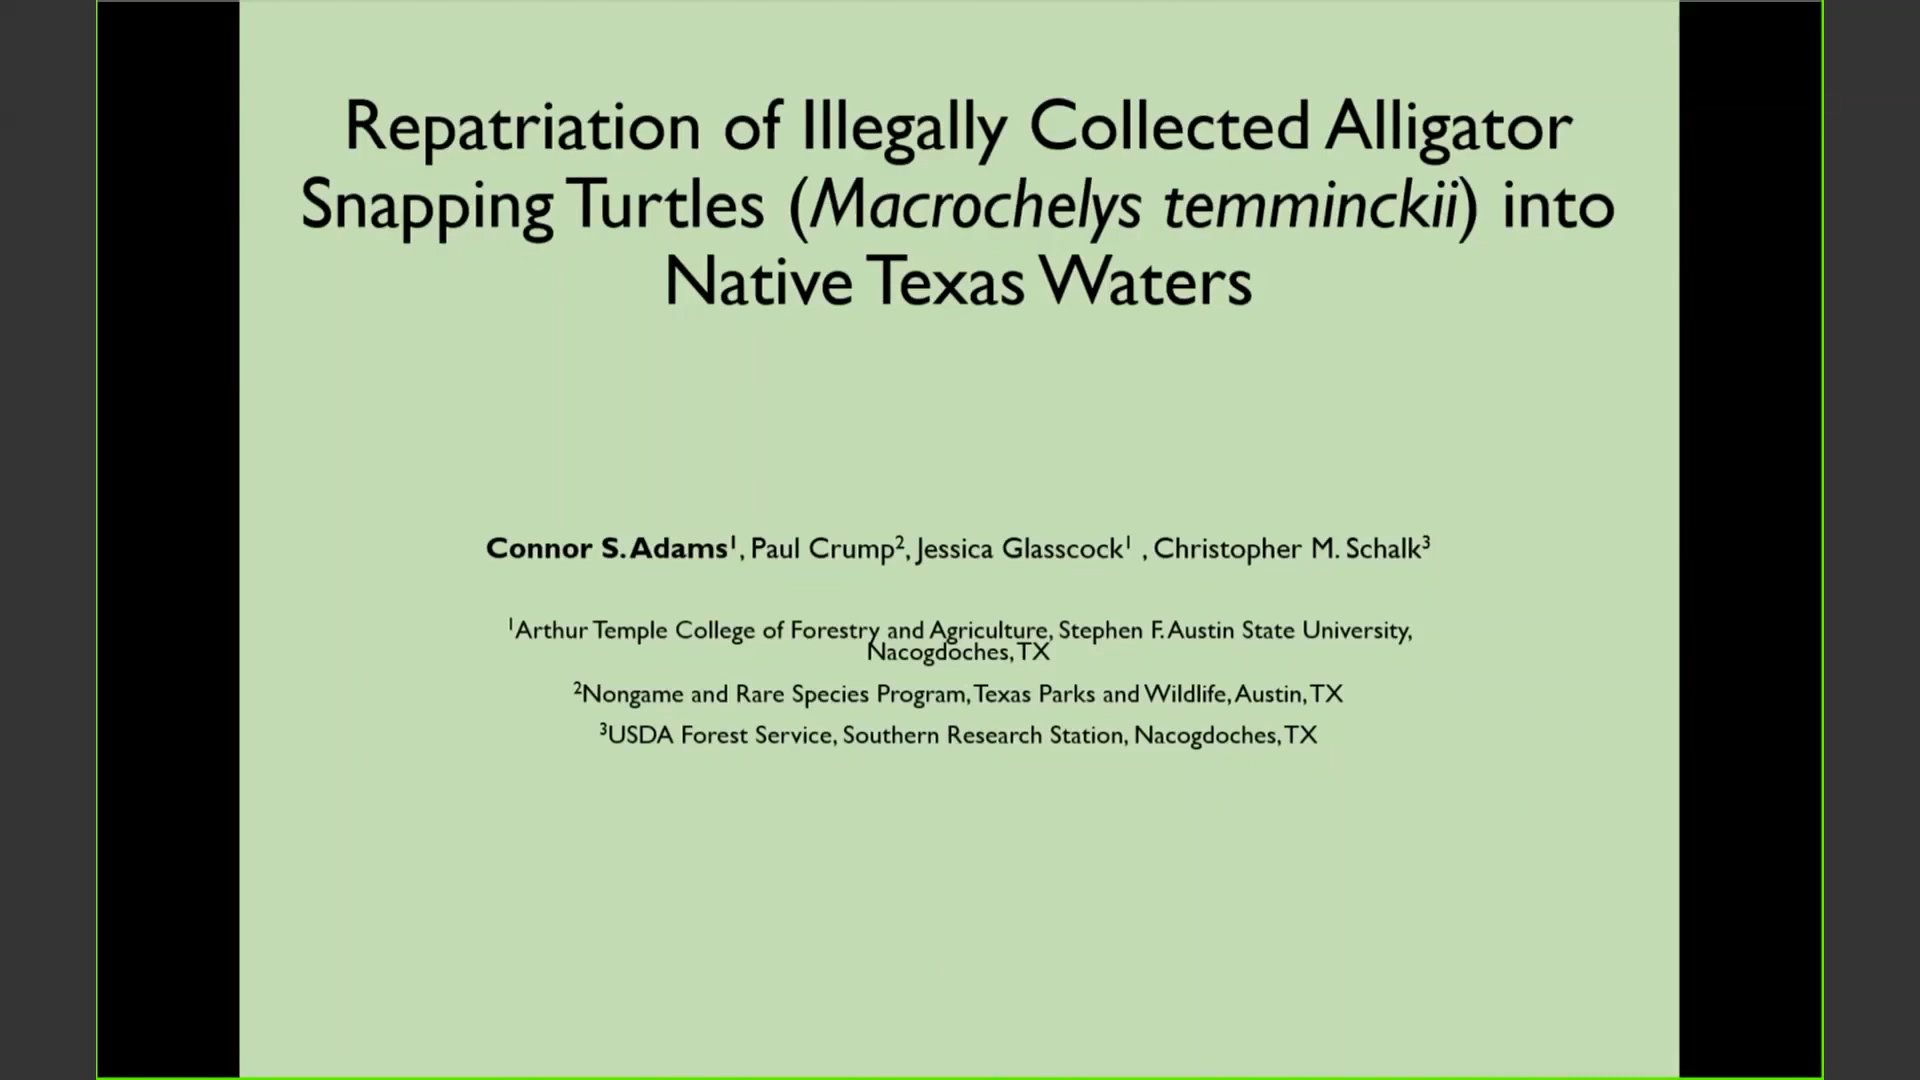 Repatriation of Illegally Collected Alligator
Snapping Turtles (Macrochelys temminckii) into
Native Texas Waters
Connor S. Adams¹, Paul Crump², Jessica Glasscock¹ , Christopher M. Schalk³
¹Arthur Temple College of Forestry and Agriculture, Stephen F. Austin State University,
Nacogdoches, TX
²Nongame and Rare Species Program, Texas Parks and Wildlife, Austin, TX
³USDA Forest Service, Southern Research Station, Nacogdoches, TX